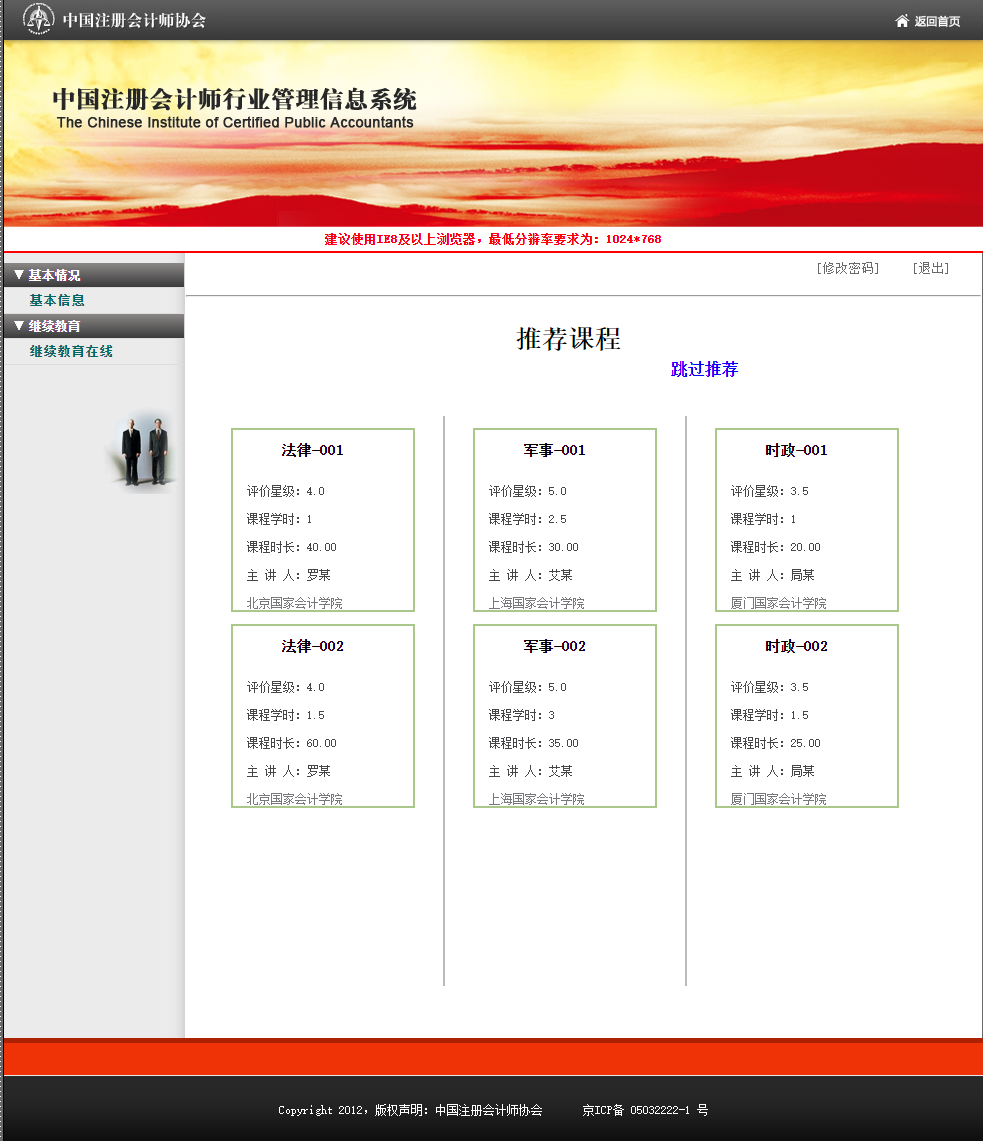 中国注册会计师协会
返回首页
中国注册会计师行业管理信息系统
The Chinese Institute of Certified Public Accountants
建议使用IE8及以上浏览器，最低分辨率要求为：1024*768
▼ 基本情况
基本信息
▼ 继续教育
继续教育在线
[修改密码] [退出]
推荐课程
跳过推荐
法律-001
评价星级：4.0
课程学时：1
课程时长：40.00
主 讲 人：罗某
北京国家会计学院
军事-001
评价星级：5.0
课程学时：2.5
课程时长：30.00
主 讲 人：艾某
上海国家会计学院
时政-001
评价星级：3.5
课程学时：1
课程时长：20.00
主 讲 人：局某
厦门国家会计学院
法律-002
评价星级：4.0
课程学时：1.5
课程时长：60.00
主 讲 人：罗某
北京国家会计学院
军事-002
评价星级：5.0
课程学时：3
课程时长：35.00
主 讲 人：艾某
上海国家会计学院
时政-002
评价星级：3.5
课程学时：1.5
课程时长：25.00
主 讲 人：局某
厦门国家会计学院
Copyright 2012，版权声明：中国注册会计师协会 京ICP备 05032222-1 号